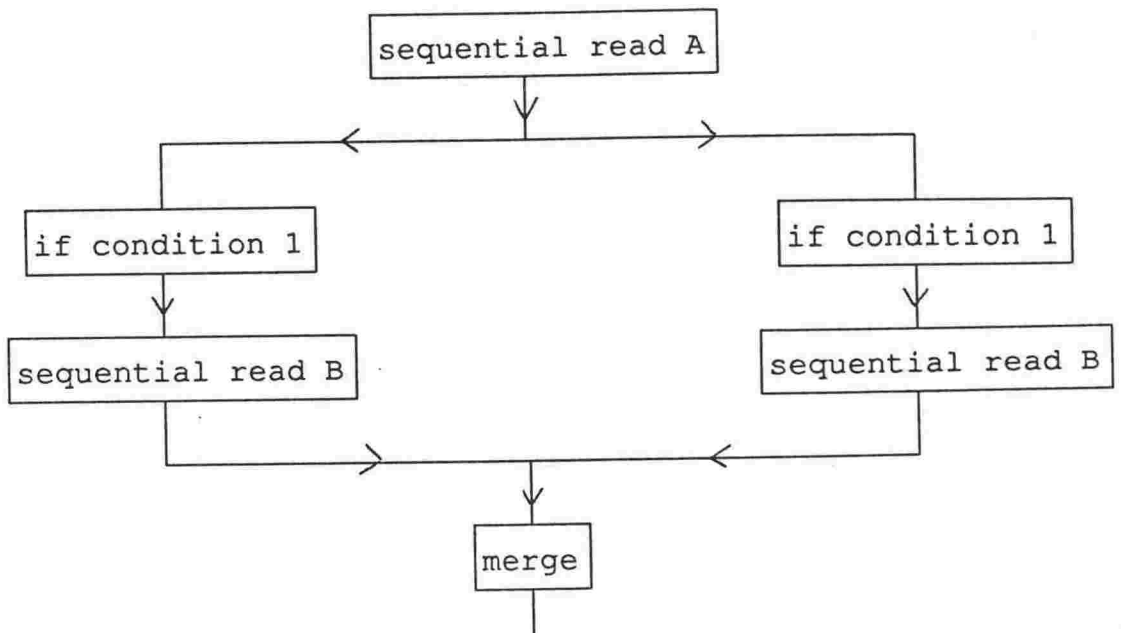 sequential read A
if condition 1
if condition 1
sequential read B
sequential read B
merge